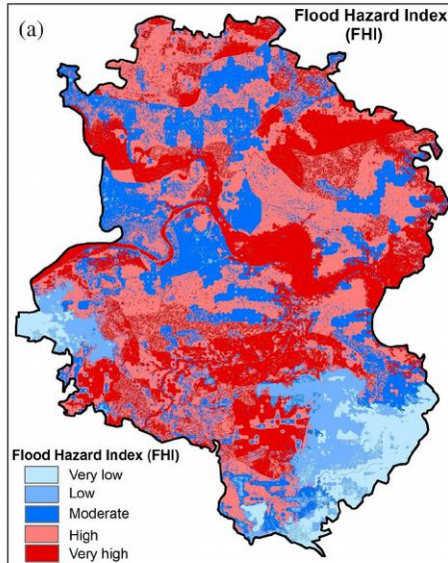 (a)
Flood Hazard Index
(FHI)
Flood Hazard Index (FHI)
Very low
Low
Moderate
High
Very high